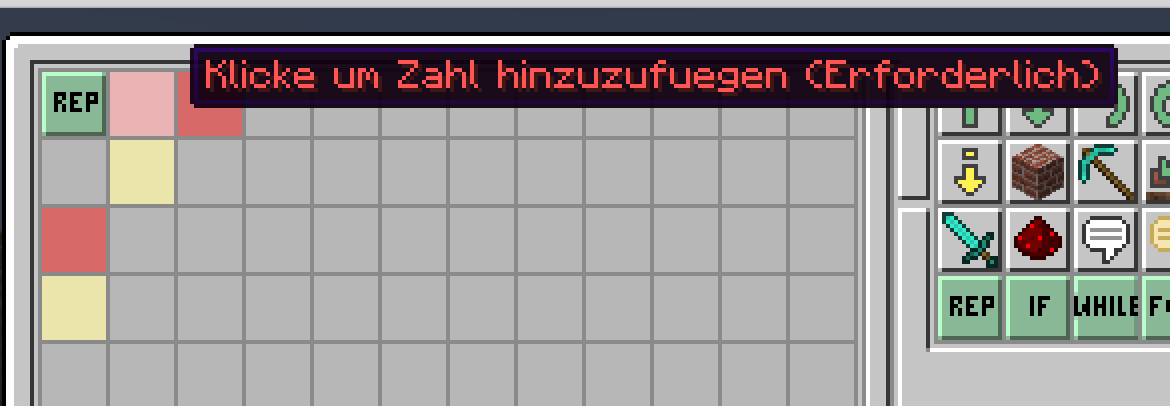 Klicke um Zahl hinzuzufuegen (Erforderlich)
REP
REP IF WHILE